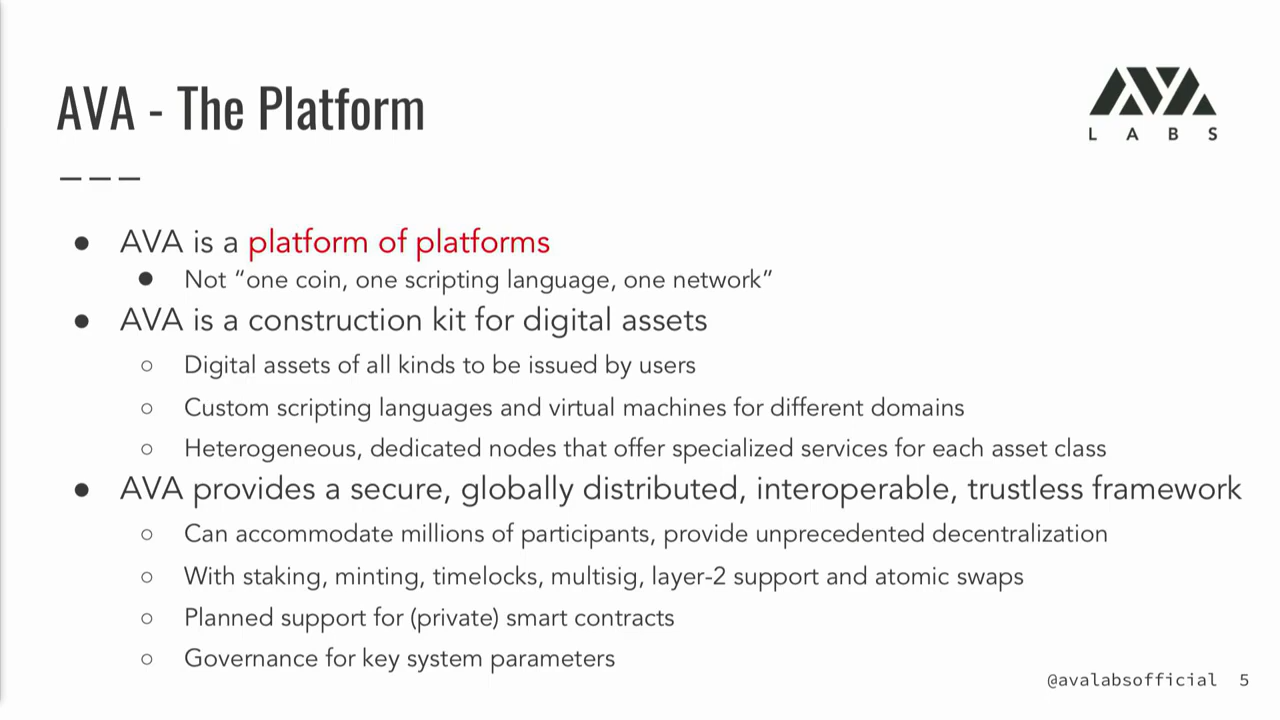 AVA - The Platform
AVA
LABS
● AVA is a platform of platforms
● Not “one coin, one scripting language, one network”
● AVA is a construction kit for digital assets
○ Digital assets of all kinds to be issued by users
○ Custom scripting languages and virtual machines for different domains
○ Heterogeneous, dedicated nodes that offer specialized services for each asset class
● AVA provides a secure, globally distributed, interoperable, trustless framework
○ Can accommodate millions of participants, provide unprecedented decentralization
○ With staking, minting, timelocks, multisig, layer-2 support and atomic swaps
○ Planned support for (private) smart contracts
○ Governance for key system parameters
@avalabsofficial 5